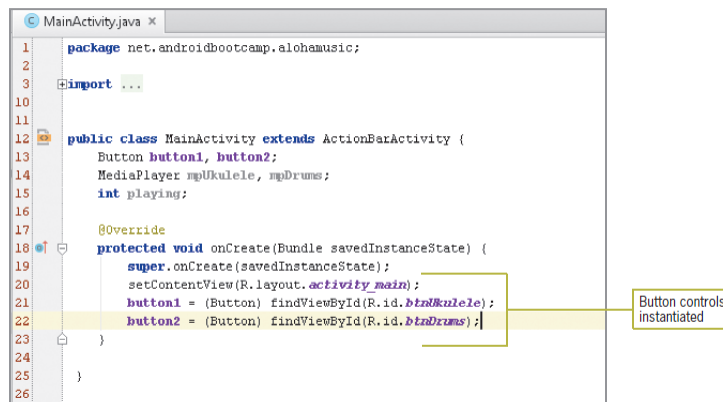 MainActivity.java ×
1 package net.androidbootcamp.alohamusic;
2
3 import ...
10
11
12 public class MainActivity extends ActionBarActivity {
13 Button button1, button2;
14 MediaPlayer mpUkulele, mpDrums;
15 int playing;
16
17 @Override
18 protected void onCreate(Bundle savedInstanceState) {
19 super.onCreate(savedInstanceState);
20 setContentView(R.layout.activity_main);
21 button1 = (Button) findViewById(R.id.btnUkulele);
22 button2 = (Button) findViewById(R.id.btnDrums);
23 }
24
25 }
26
Button controls
instantiated